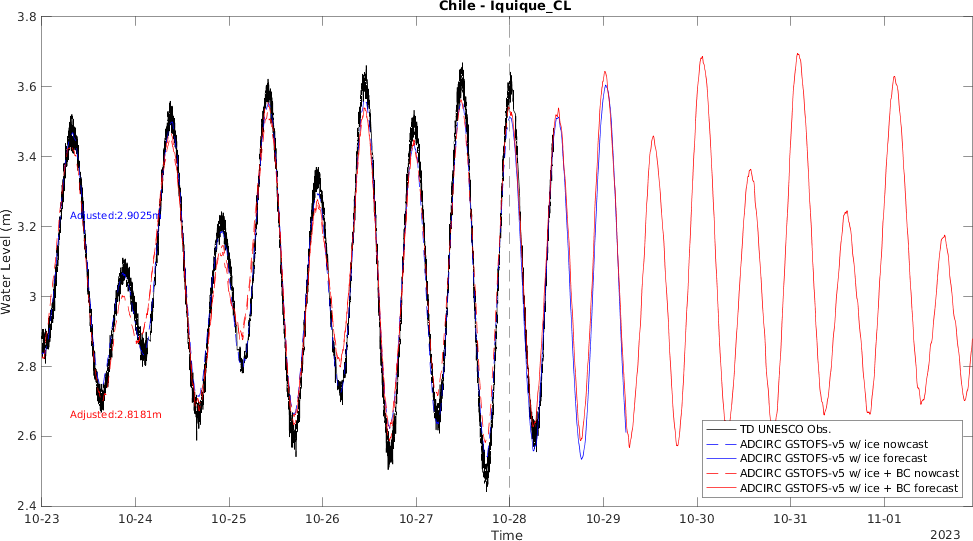 Chile - Iquique_CL
Water Level (m)
3.8
3.6
3.4
3.2
3
2.8
2.6
2.4
Adjusted:2.9025m
Adjusted:2.8181m
TD UNESCO Obs.
ADCIRC GSTOFS-v5 w/ ice nowcast
ADCIRC GSTOFS-v5 w/ ice forecast
ADCIRC GSTOFS-v5 w/ ice + BC nowcast
ADCIRC GSTOFS-v5 w/ ice + BC forecast
10-23 10-24 10-25 10-26 10-27 10-28 10-29 10-30 10-31 11-01
Time
2023